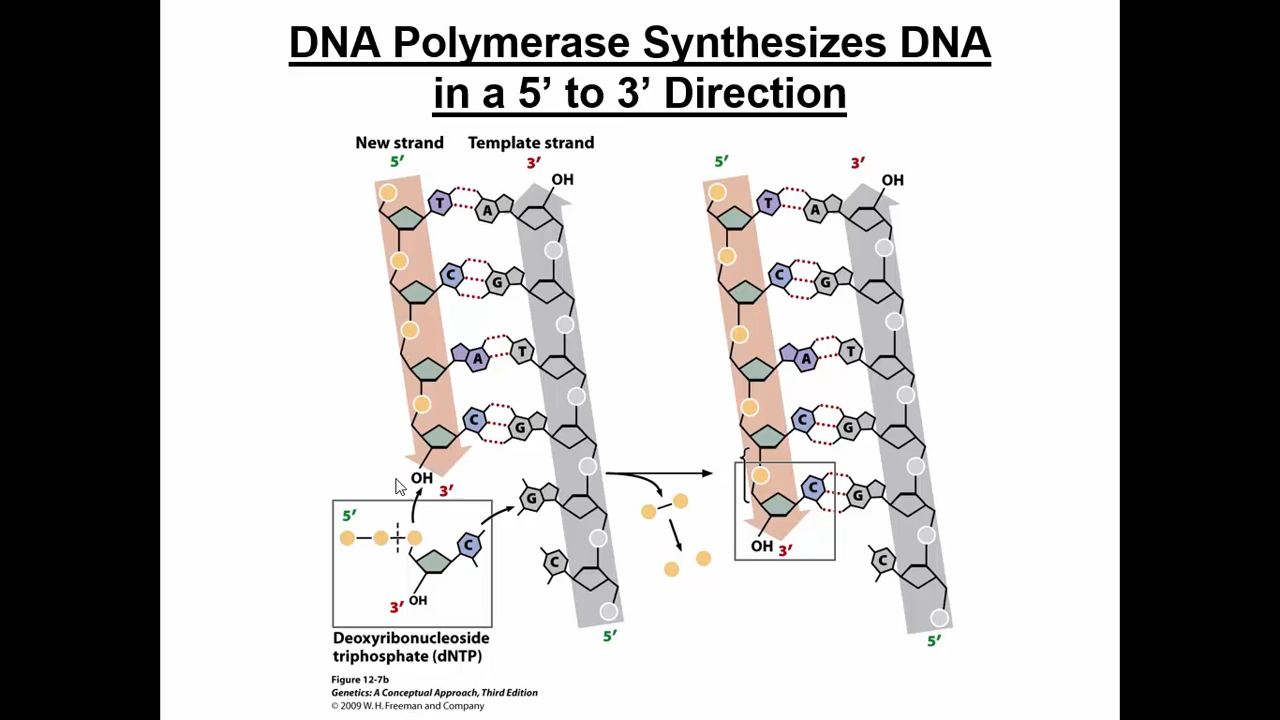 DNA Polymerase Synthesizes DNA
in a 5’ to 3’ Direction
New strand Template strand
5′ 3′ 5′ 3′
OH OH
T A T A
C G C G
A T A T
C G C G
OH
3′
G C G
5′
C
OH 3′
C C
3′ OH
5′ 5′
Deoxyribonucleoside
triphosphate (dNTP)
Figure 12-7b
Genetics: A Conceptual Approach, Third Edition
© 2009 W. H. Freeman and Company